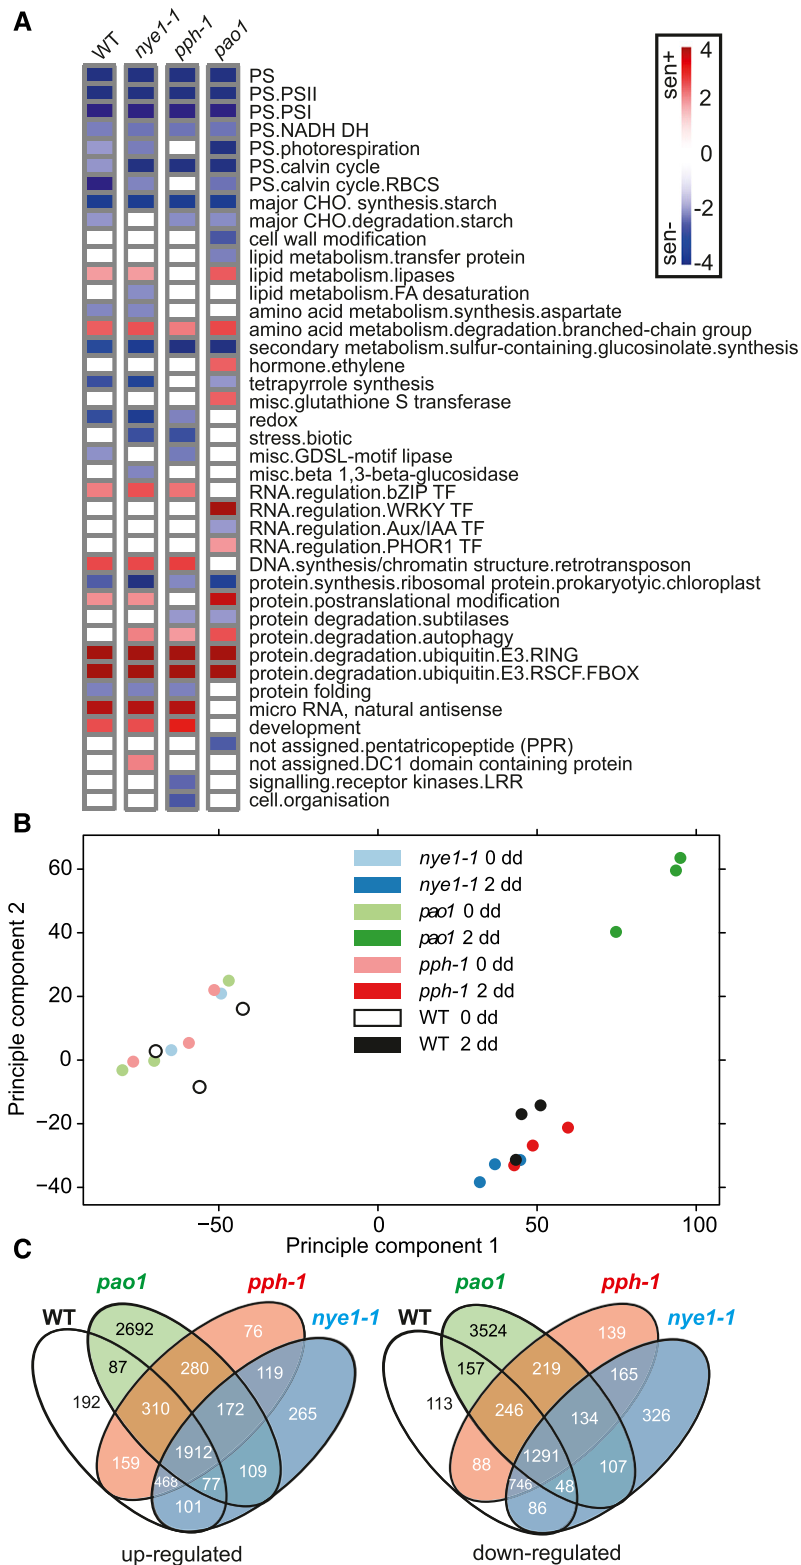 A
WT nye1-1 pph-1 pao1
PS
PS.PSII
PS.PSI
PS.NADH DH
PS.photorespiration
PS.calvin cycle
PS.calvin cycle.RBCS
major CHO. synthesis.starch
major CHO.degradation.starch
cell wall modification
lipid metabolism.transfer protein
lipid metabolism.lipases
lipid metabolism.FA desaturation
amino acid metabolism.synthesis.aspartate
amino acid metabolism.degradation.branched-chain group
secondary metabolism.sulfur-containing.glucosinolate.synthesis
hormone.ethylene
tetrapyrrole synthesis
misc.glutathione S transferase
redox
stress.biotic
misc.GDSL-motif lipase
misc.beta 1,3-beta-glucosidase
RNA.regulation.bZIP TF
RNA.regulation.WRKY TF
RNA.regulation.Aux/IAA TF
RNA.regulation.PHOR1 TF
DNA.synthesis/chromatin structure.retrotransposon
protein.synthesis.ribosomal protein.prokaryotyic.chloroplast
protein.postranslational modification
protein degradation.subtilases
protein.degradation.autophagy
protein.degradation.ubiquitin.E3.RING
protein.degradation.ubiquitin.E3.RSCF.FBOX
protein folding
micro RNA, natural antisense
development
not assigned.pentatricopeptide (PPR)
not assigned.DC1 domain containing protein
signalling.receptor kinases.LRR
cell.organisation
sen+
sen-
4
2
0
-2
-4
B
Principle component 2
60
40
20
0
−20
−40
nye1-1 0 dd
nye1-1 2 dd
pao1 0 dd
pao1 2 dd
pph-1 0 dd
pph-1 2 dd
WT 0 dd
WT 2 dd
−50 0 50 100
Principle component 1
C
pao1 pph-1
WT nye1-1
2692 76
87 280 119
192 310 172 265
1912
159 468 77 109
101
up-regulated
pao1 pph-1
WT nye1-1
3524 139
157 219 165
113 246 134 326
1291
88 746 48 107
86
down-regulated